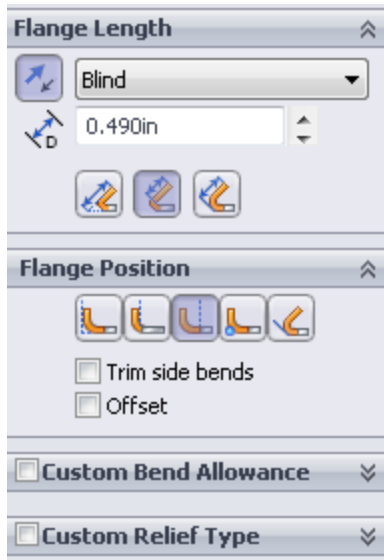 Flange Length
Blind
D
0.490in
Flange Position
Trim side bends
Offset
Custom Bend Allowance
Custom Relief Type